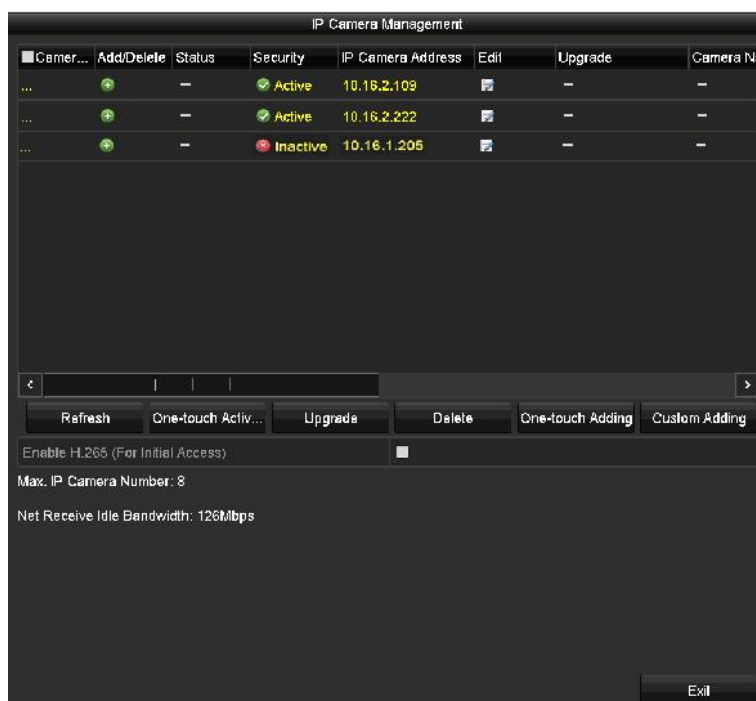 IP Camera Management
Camer... Add/Delete Status Security IP Camera Address Edit Upgrade Camera N
... – Active 10.16.2.109 – –
... – Active 10.16.2.222 – –
... – Inactive 10.16.1.205 – –
Refresh One-touch Activ... Upgrade Delete One-touch Adding Custom Adding
Enable H.265 (For Initial Access)
Max. IP Camera Number: 8
Net Receive Idle Bandwidth: 126Mbps
Exit